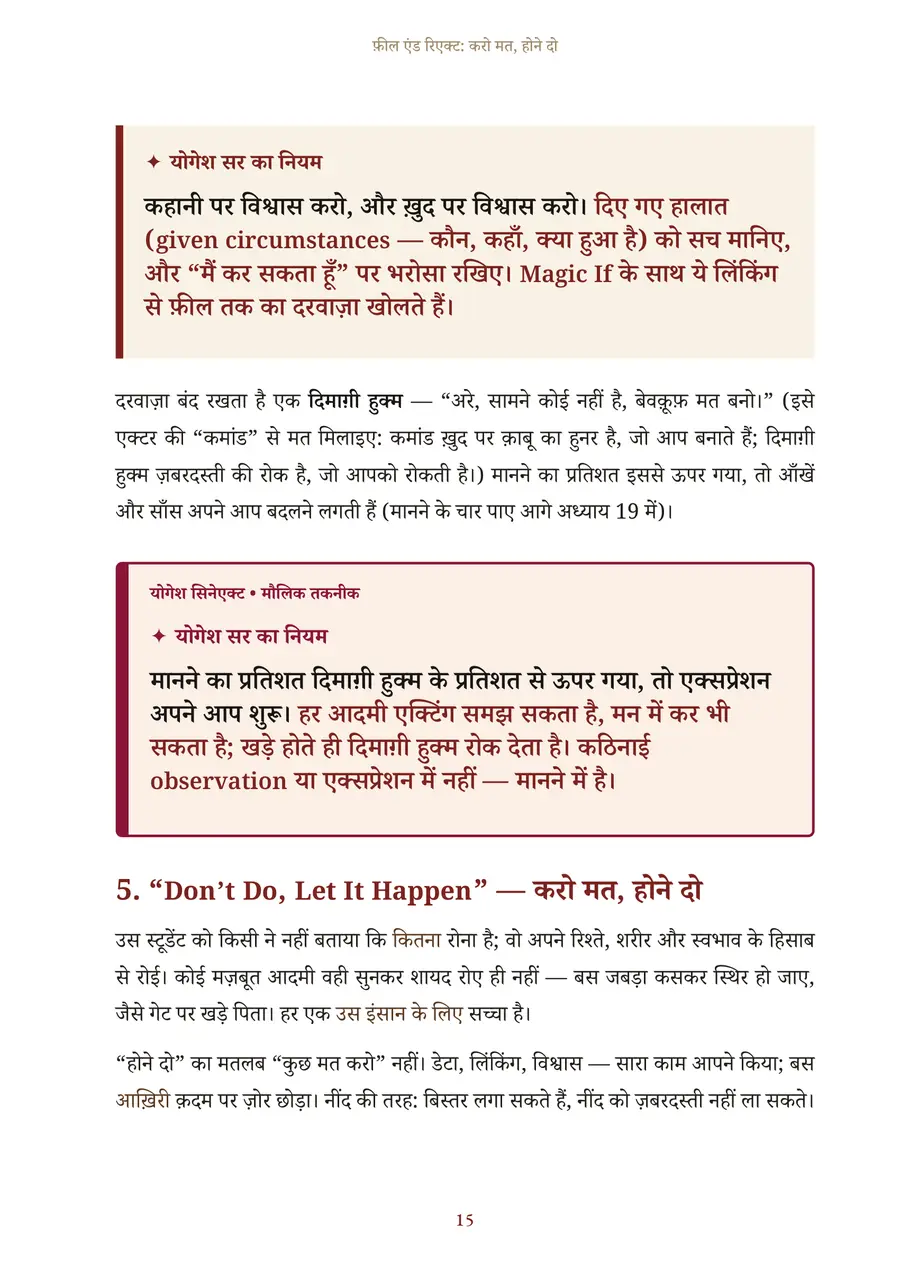 फ़ील एंड रिएक्ट: करो मत, होने दो
✦ योगेश सर का नियम
कहानी पर विश्वास करो, और ख़ुद पर विश्वास करो। दिए गए हालात
(given circumstances — कौन, कहाँ, क्या हुआ है) को सच मानिए,
और “मैं कर सकता हूँ” पर भरोसा रखिए। Magic If के साथ ये लिंकिंग
से फ़ील तक का दरवाज़ा खोलते हैं।
दरवाज़ा बंद रखता है एक दिमाग़ी हुक्म — “अरे, सामने कोई नहीं है, बेवक़ूफ़ मत बनो।” (इसे
एक्टर की “कमांड” से मत मिलाइए: कमांड ख़ुद पर क़ाबू का हुनर है, जो आप बनाते हैं; दिमाग़ी
हुक्म ज़बरदस्ती की रोक है, जो आपको रोकती है।) मानने का प्रतिशत इससे ऊपर गया, तो आँखें
और साँस अपने आप बदलने लगती हैं (मानने के चार पाए आगे अध्याय 19 में)।
योगेश सिनेएक्ट • मौलिक तकनीक
✦ योगेश सर का नियम
मानने का प्रतिशत दिमाग़ी हुक्म के प्रतिशत से ऊपर गया, तो एक्सप्रेशन
अपने आप शुरू। हर आदमी एक्टिंग समझ सकता है, मन में कर भी
सकता है; खड़े होते ही दिमाग़ी हुक्म रोक देता है। कठिनाई
observation या एक्सप्रेशन में नहीं — मानने में है।
5. “Don’t Do, Let It Happen” — करो मत, होने दो
उस स्टूडेंट को किसी ने नहीं बताया कि कितना रोना है; वो अपने रिश्ते, शरीर और स्वभाव के हिसाब
से रोई। कोई मज़बूत आदमी वही सुनकर शायद रोए ही नहीं — बस जबड़ा कसकर स्थिर हो जाए,
जैसे गेट पर खड़े पिता। हर एक उस इंसान के लिए सच्चा है।
“होने दो” का मतलब “कुछ मत करो” नहीं। डेटा, लिंकिंग, विश्वास — सारा काम आपने किया; बस
आख़िरी क़दम पर ज़ोर छोड़ा। नींद की तरह: बिस्तर लगा सकते हैं, नींद को ज़बरदस्ती नहीं ला सकते।
15